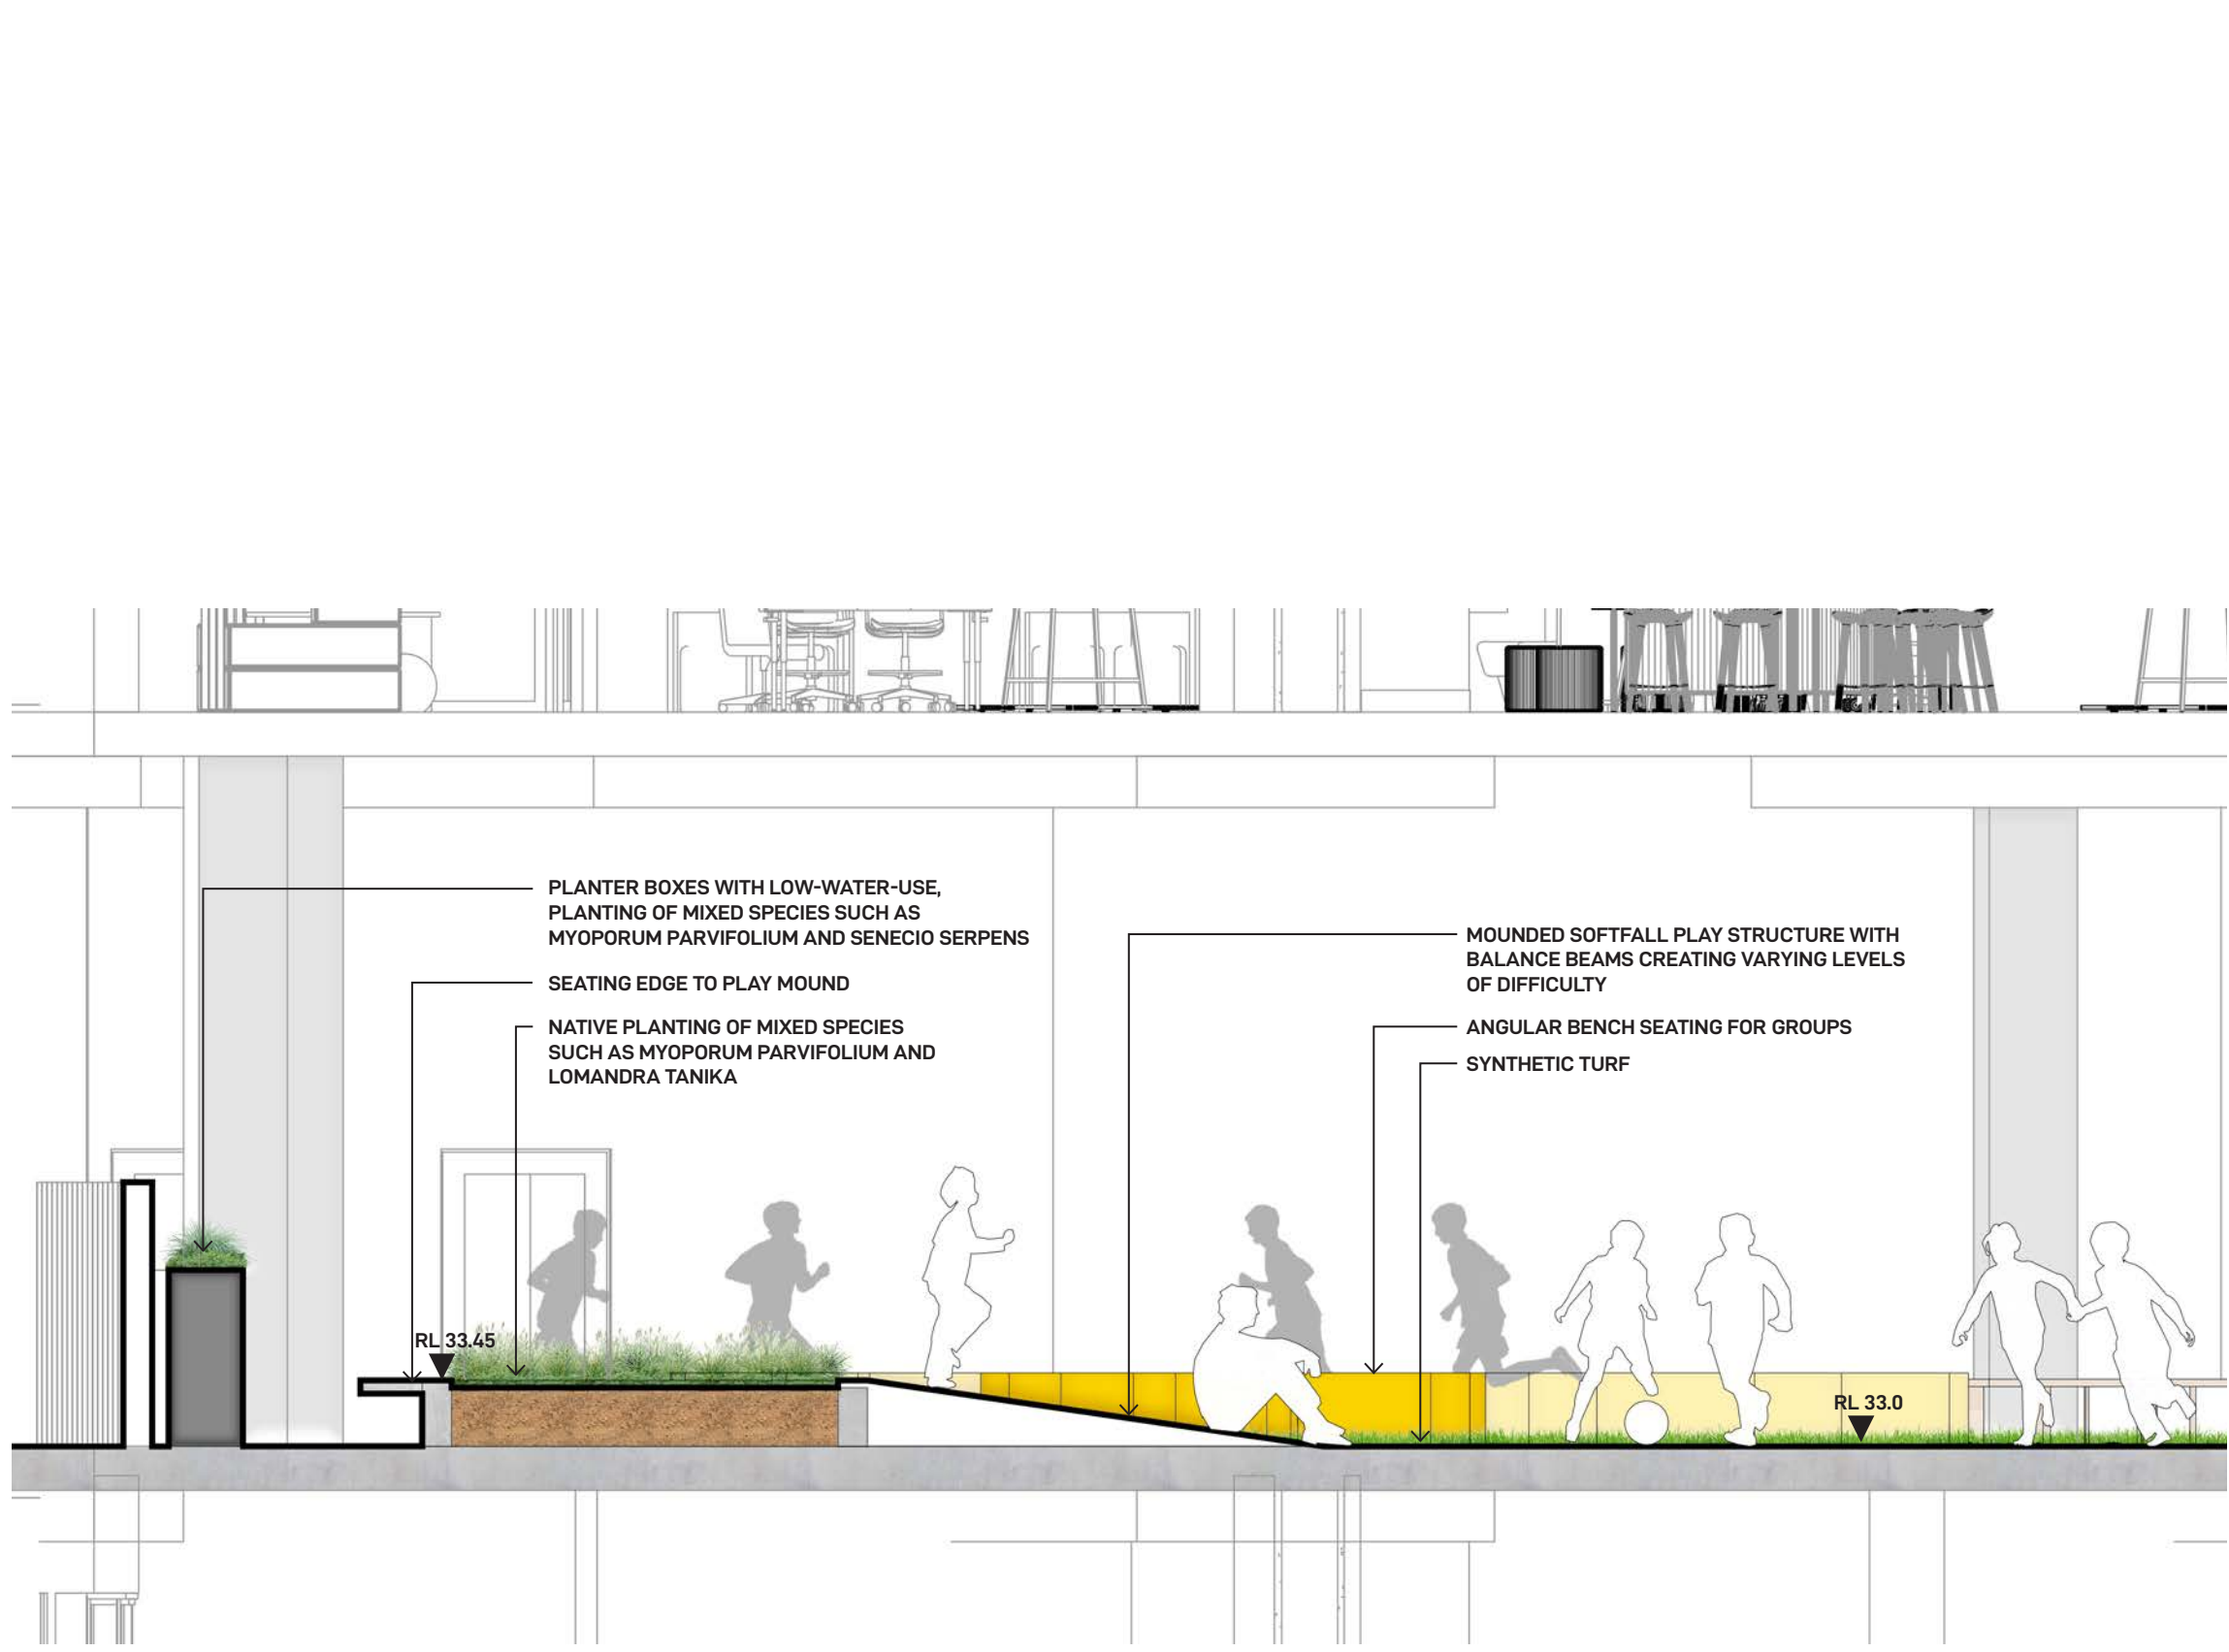 PLANTER BOXES WITH LOW-WATER-USE,
PLANTING OF MIXED SPECIES SUCH AS
MYOPORUM PARVIFOLIUM AND SENECIO SERPENS
SEATING EDGE TO PLAY MOUND
NATIVE PLANTING OF MIXED SPECIES
SUCH AS MYOPORUM PARVIFOLIUM AND
LOMANDRA TANIKA
MOUNDED SOFTFALL PLAY STRUCTURE WITH
BALANCE BEAMS CREATING VARYING LEVELS
OF DIFFICULTY
ANGULAR BENCH SEATING FOR GROUPS
SYNTHETIC TURF
RL 33.45
RL 33.0